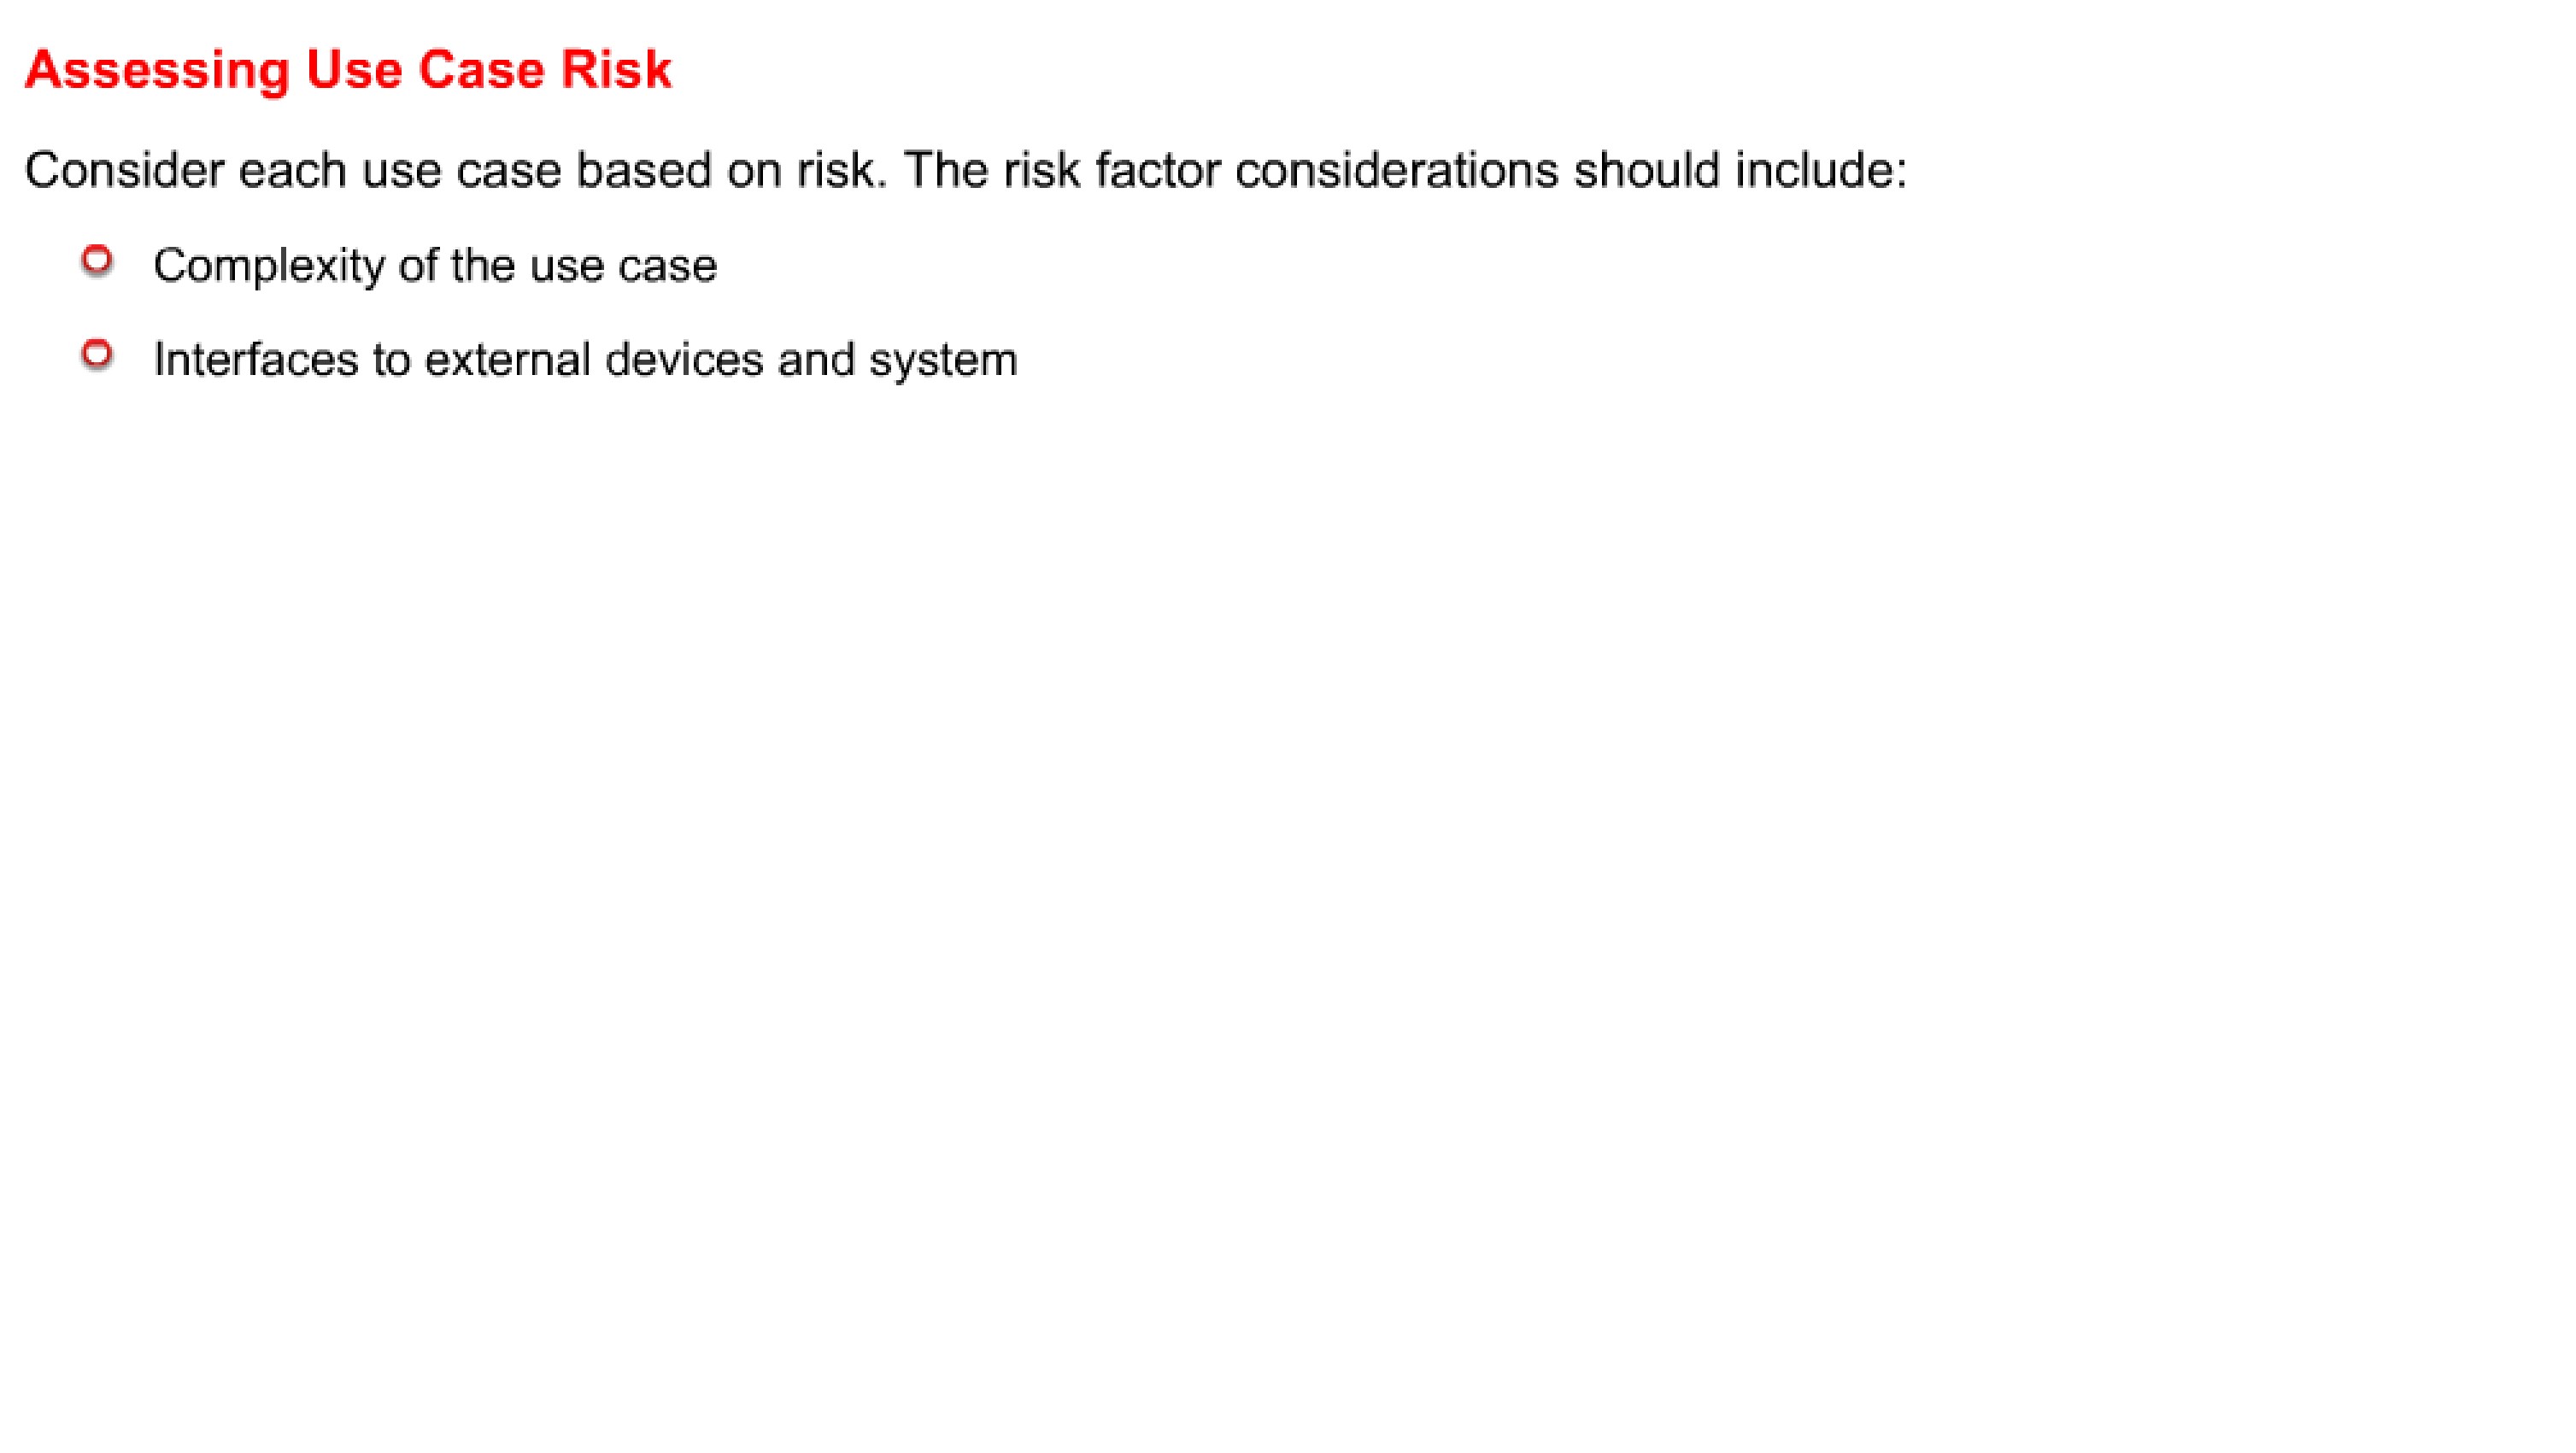 Assessing Use Case Risk
Consider each use case based on risk. The risk factor considerations should include:
Complexity of the use case
Interfaces to external devices and system